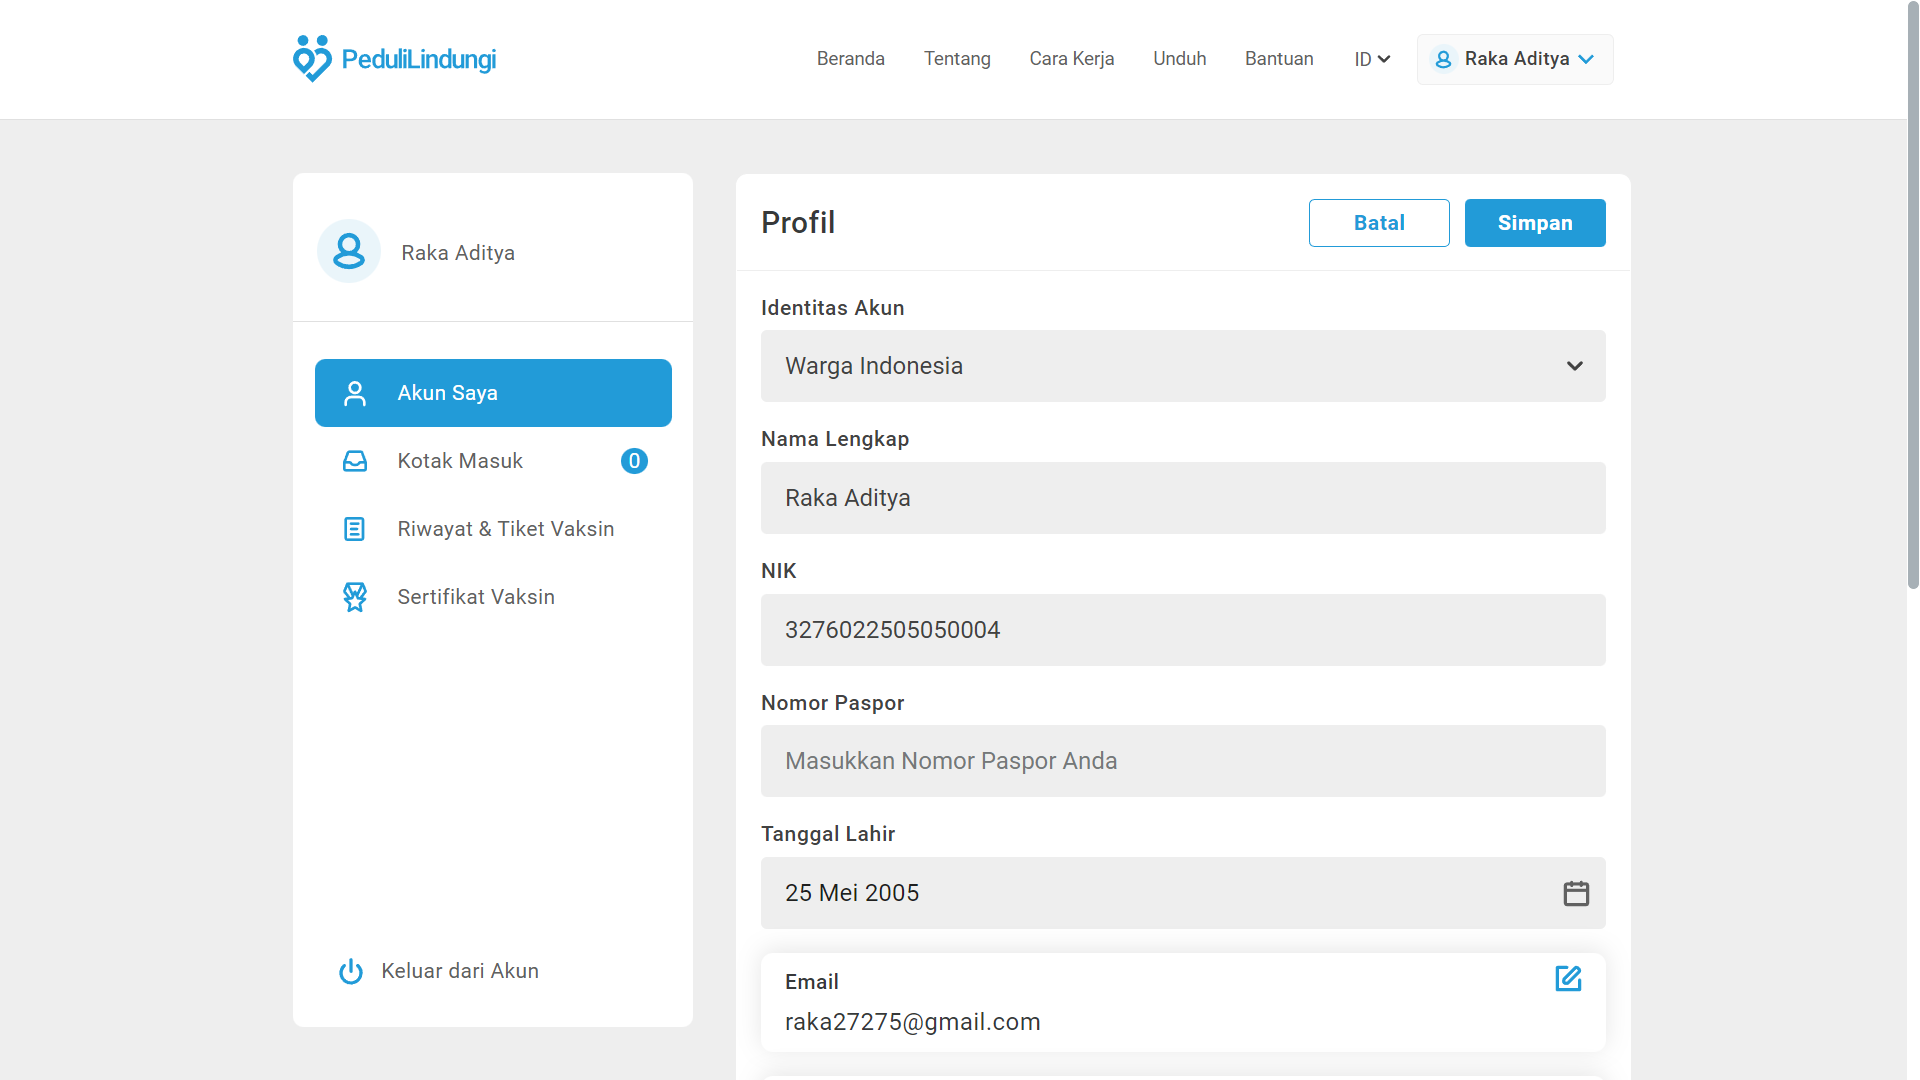 PeduliLindungi
Beranda
Tentang
Cara Kerja
Unduh
Bantuan
ID
Raka Aditya
Raka Aditya
Akun Saya
Kotak Masuk
0
Riwayat & Tiket Vaksin
Sertifikat Vaksin
Keluar dari Akun
Profil
Batal
Simpan
Identitas Akun
Warga Indonesia
Nama Lengkap
Raka Aditya
NIK
3276022505050004
Nomor Paspor
Masukkan Nomor Paspor Anda
Tanggal Lahir
25 Mei 2005
Email
raka27275@gmail.com